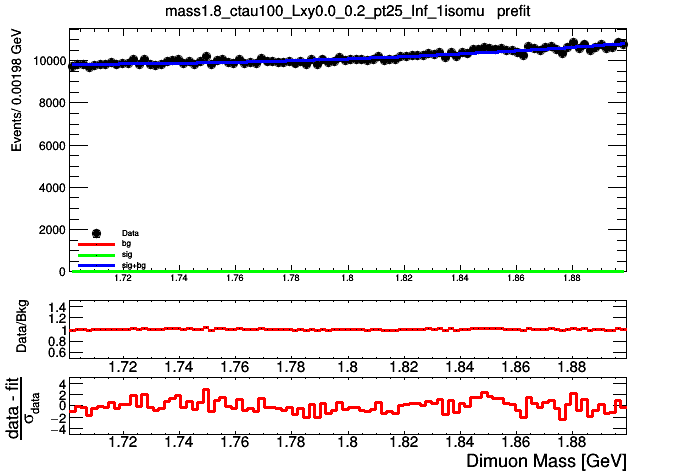 mass1.8_ctau100_Lxy0.0_0.2_pt25_Inf_1isomu prefit
Events/ 0.00198 GeV
10000
8000
6000
4000
2000
0
Data
bg
sig
sig+bg
1.72 1.74 1.76 1.78 1.8 1.82 1.84 1.86 1.88
Data/Bkg
1.4
1.2
1
0.8
0.6
1.72 1.74 1.76 1.78 1.8 1.82 1.84 1.86 1.88
data - fit
σdata
4
2
0
−2
−4
1.72 1.74 1.76 1.78 1.8 1.82 1.84 1.86 1.88
Dimuon Mass [GeV]